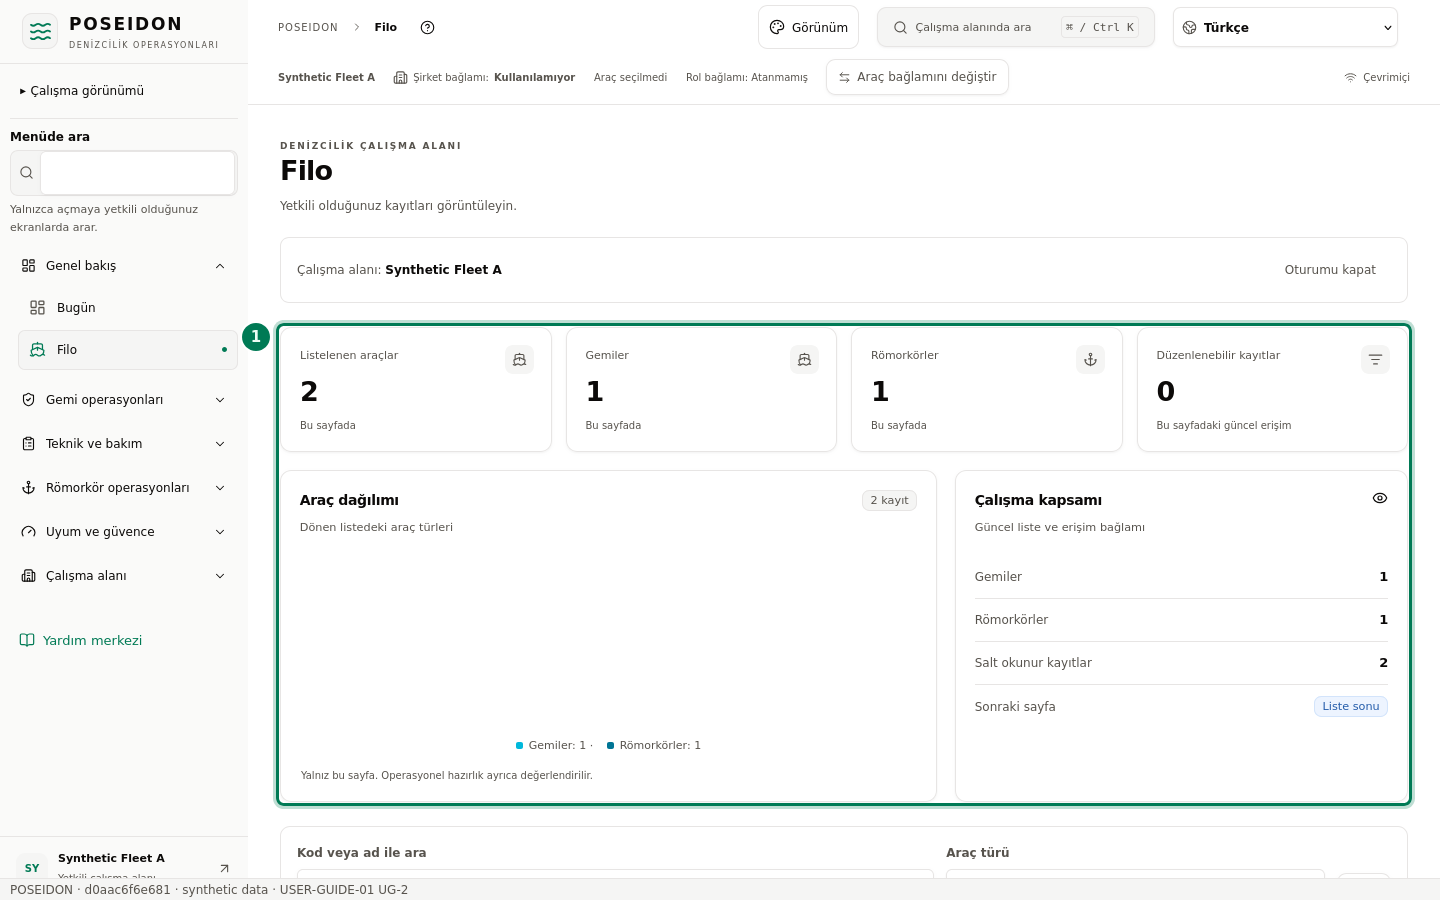 POSEIDON
DENİZCİLİK OPERASYONLARI
▸ Çalışma görünümü
Menüde ara
Yalnızca açmaya yetkili olduğunuz
ekranlarda arar.
Genel bakış
Bugün
Filo
Gemi operasyonları
Teknik ve bakım
Römorkör operasyonları
Uyum ve güvence
Çalışma alanı
Yardım merkezi
SY
Synthetic Fleet A
POSEIDON
Filo
Görünüm
Çalışma alanında ara
⌘ / Ctrl K
Türkçe
Synthetic Fleet A
Şirket bağlamı: Kullanılamıyor
Araç seçilmedi
Rol bağlamı: Atanmamış
Araç bağlamını değiştir
Çevrimiçi
DENİZCİLİK ÇALIŞMA ALANI
Filo
Yetkili olduğunuz kayıtları görüntüleyin.
Çalışma alanı: Synthetic Fleet A
Oturumu kapat
1
Listelenen araçlar
2
Bu sayfada
Gemiler
1
Bu sayfada
Römorkörler
1
Bu sayfada
Düzenlenebilir kayıtlar
0
Bu sayfadaki güncel erişim
Araç dağılımı
2 kayıt
Dönen listedeki araç türleri
Gemiler: 1 ·
Römorkörler: 1
Yalnız bu sayfa. Operasyonel hazırlık ayrıca değerlendirilir.
Çalışma kapsamı
Güncel liste ve erişim bağlamı
Gemiler
1
Römorkörler
1
Salt okunur kayıtlar
2
Sonraki sayfa
Liste sonu
Kod veya ad ile ara
Araç türü
POSEIDON · d0aac6f6e681 · synthetic data · USER-GUIDE-01 UG-2